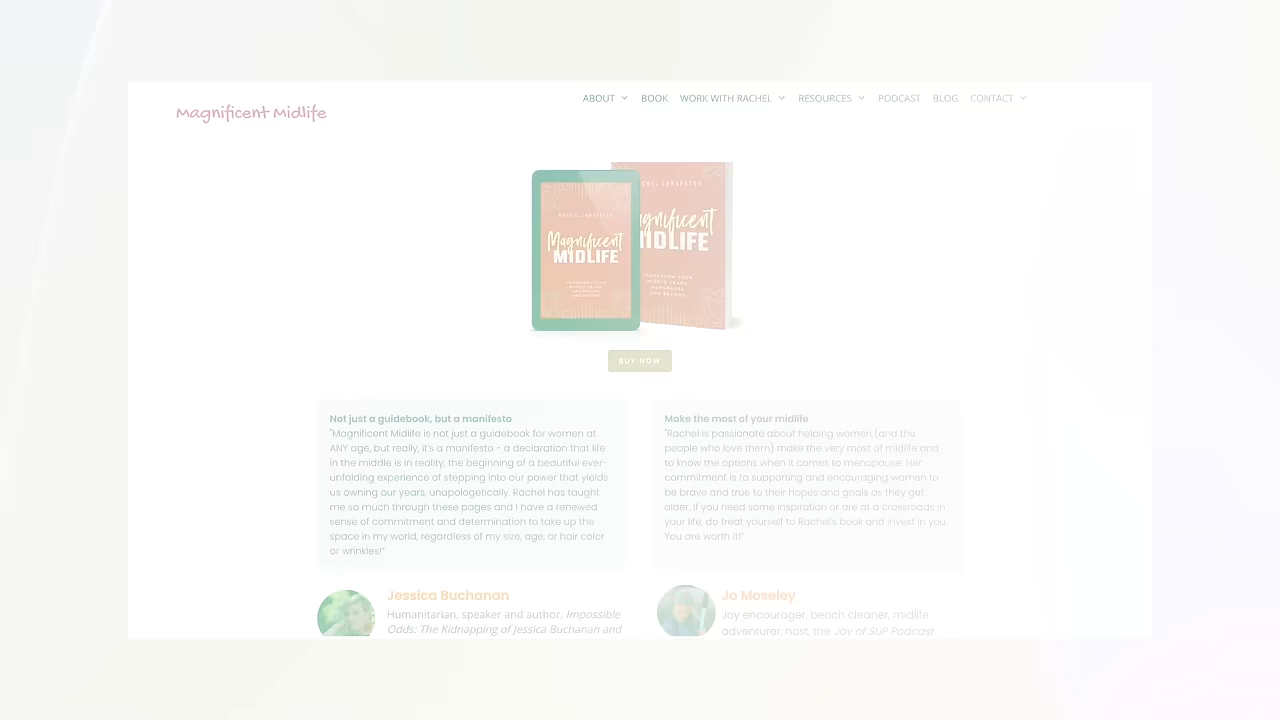 Magnificent Midlife
ABOUT BOOK WORK WITH RACHEL RESOURCES PODCAST BLOG CONTACT
RACHEL LANKESTER
Magnificent
MIDLIFE
Magnificent
MIDLIFE
TRANSFORM YOUR
MIDDLE YEARS,
MENOPAUSE
AND BEYOND
BUY NOW
Not just a guidebook, but a manifesto
"Magnificent Midlife is not just a guidebook for women at
ANY age, but really, it's a manifesto - a declaration that life
in the middle is in reality, the beginning of a beautiful ever-
unfolding experience of stepping into our power that yields
us owning our years, unapologetically. Rachel has taught
me so much through these pages and I have a renewed
sense of commitment and determination to take up the
space in my world, regardless of my size, age, or hair color
or wrinkles!"
Make the most of your midlife
"Rachel is passionate about helping women (and the
people who love them) make the very most of midlife and
to know the options when it comes to menopause. Her
commitment is to supporting and encouraging women to
be brave and true to their hopes and goals as they get
older. If you need some inspiration or are at a crossroads in
your life, do treat yourself to Rachel's book and invest in you.
You are worth it!"
Jessica Buchanan
Humanitarian, speaker and author, Impossible
Odds: The Kidnapping of Jessica Buchanan and
Jo Moseley
Joy encourager, beach cleaner, midlife
adventurer, host, the Joy of SUP Podcast